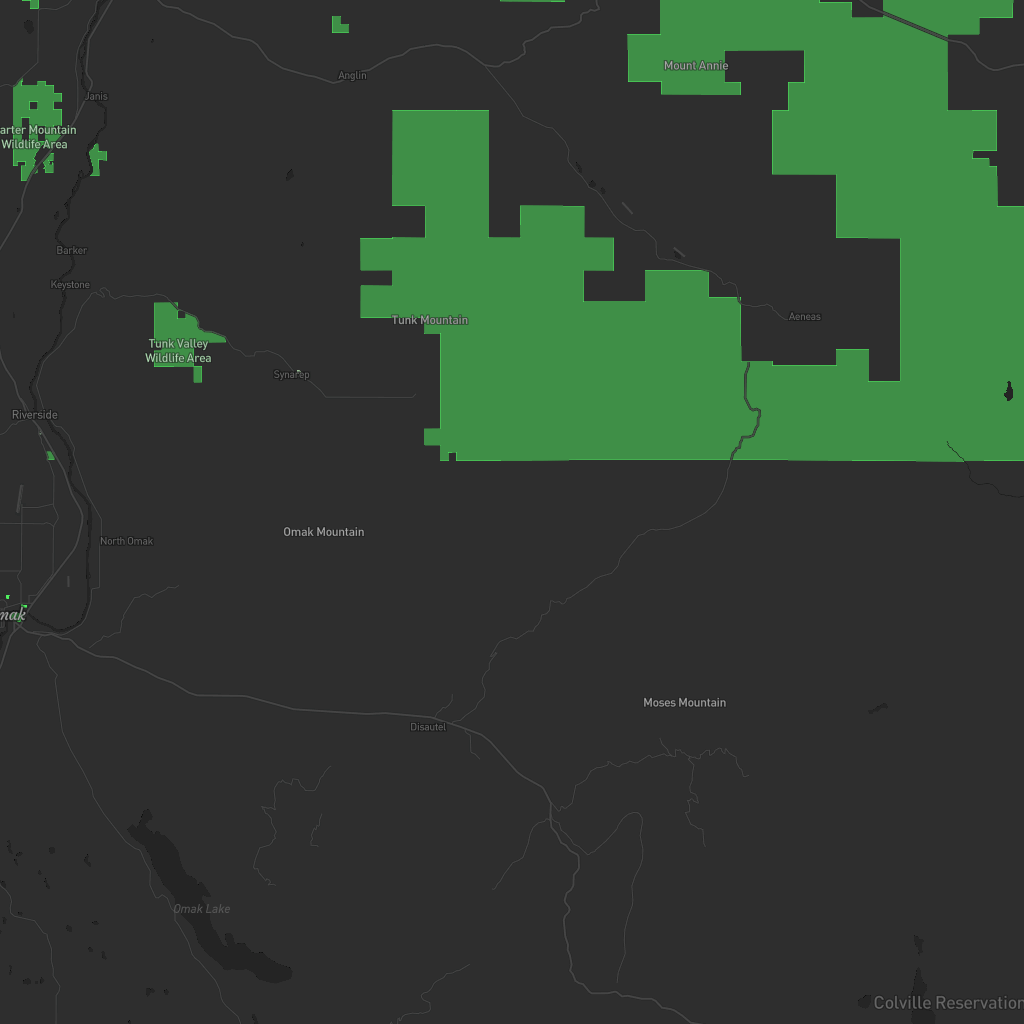 Mount Annie
Anglin
Janis
arter Mountain
Wildlife Area
Barker
Keystone
Tunk Mountain
Aeneas
Tunk Valley
Wildlife Area
Synarep
Riverside
Omak Mountain
North Omak
mak
Moses Mountain
Disautel
Omak Lake
Colville Reservation